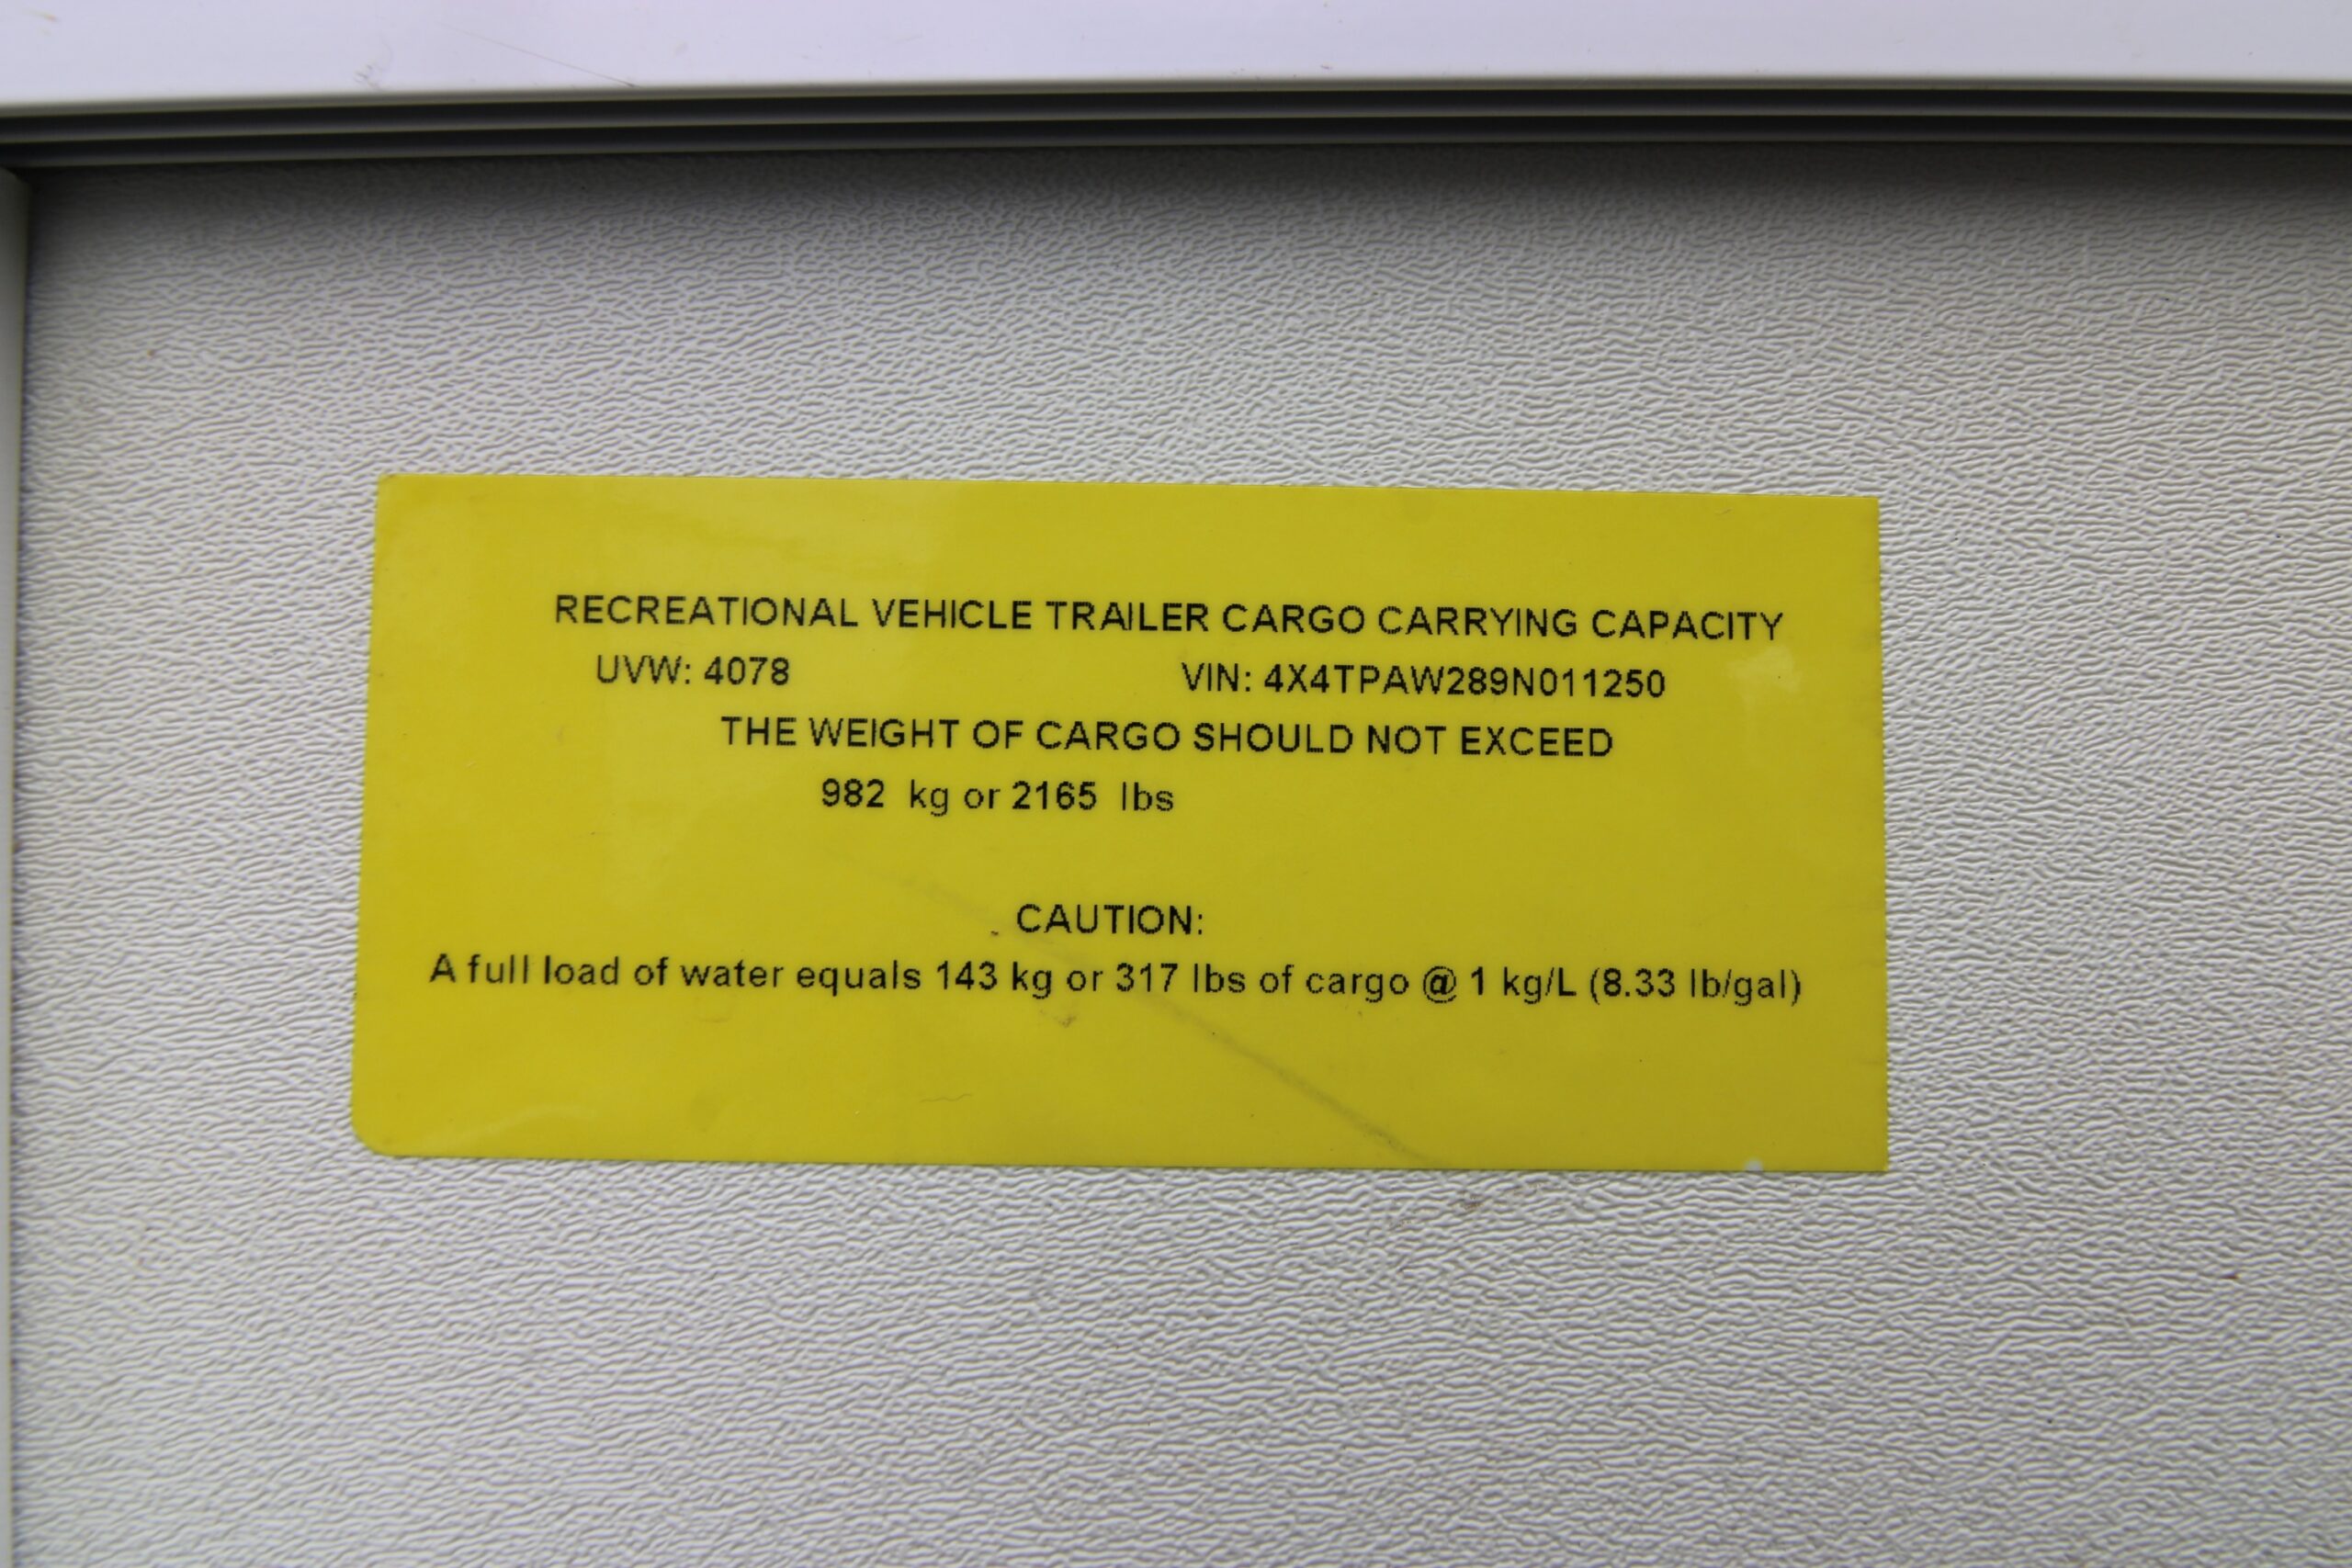 RECREATIONAL VEHICLE TRAILER CARGO CARRYING CAPACITY
UVW: 4078 VIN: 4X4TPAW289N011250
THE WEIGHT OF CARGO SHOULD NOT EXCEED
982 kg or 2165 lbs
CAUTION:
A full load of water equals 143 kg or 317 lbs of cargo @ 1 kg/L (8.33 lb/gal)